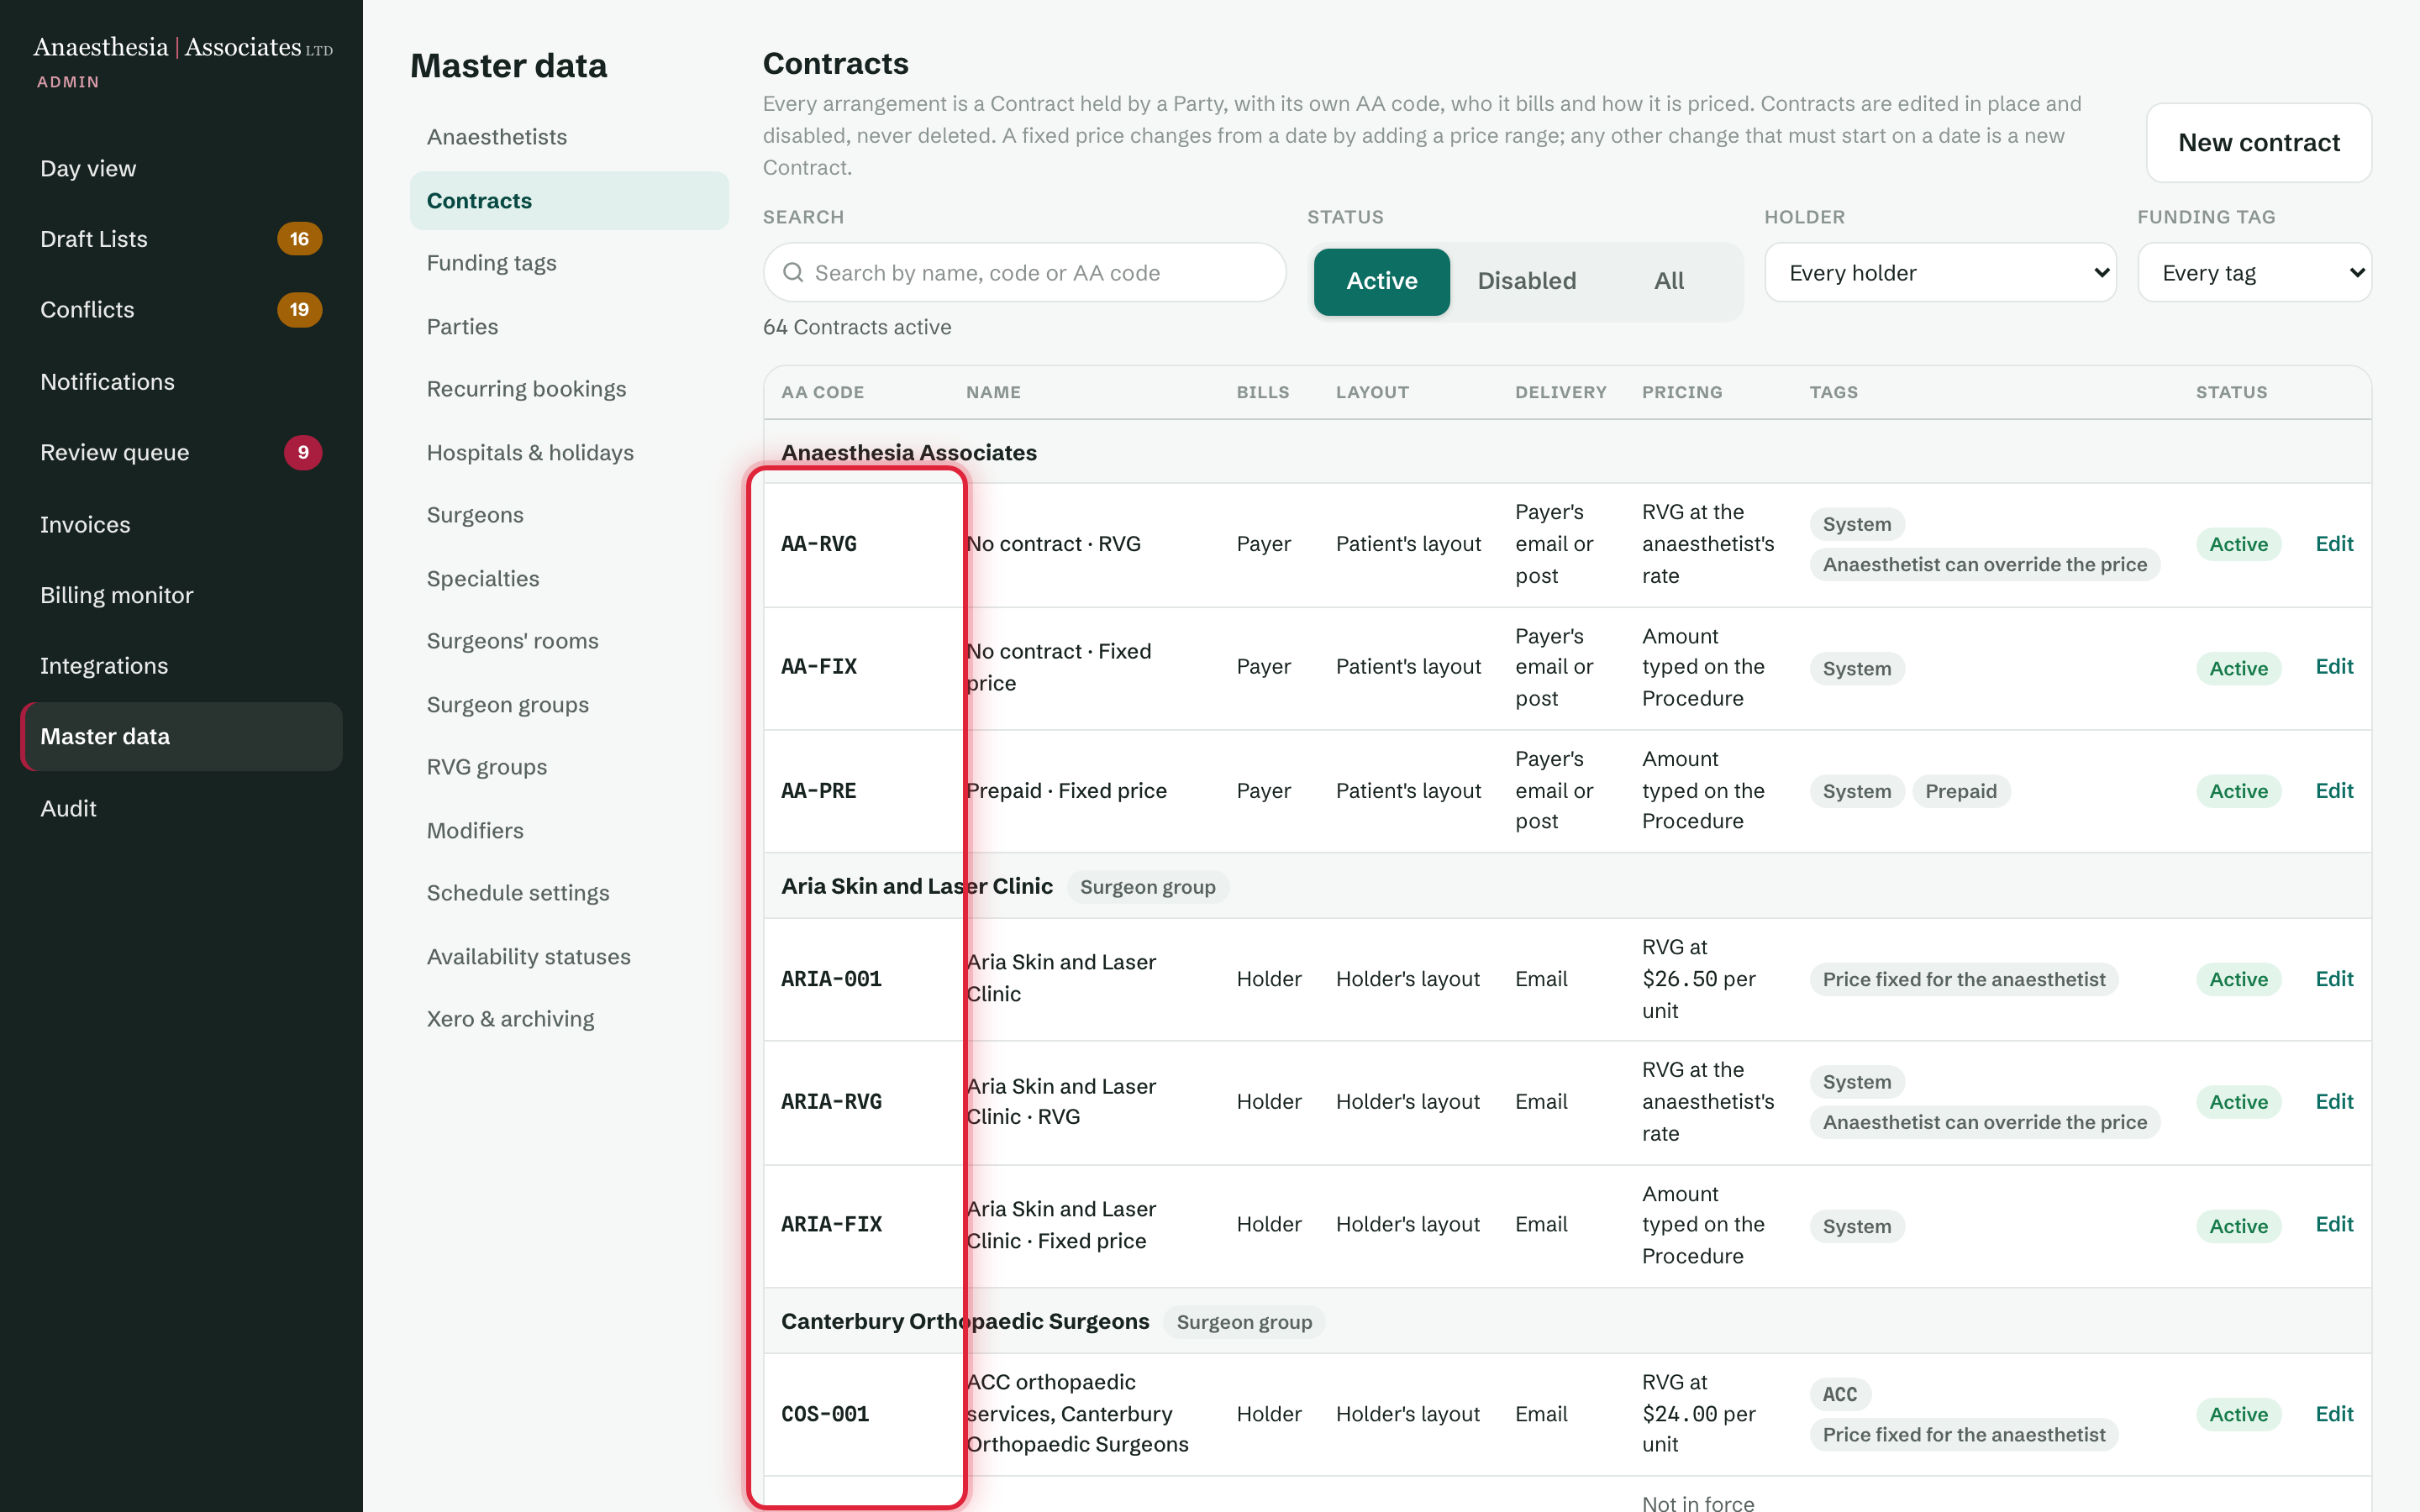 Anaesthesia | Associates LTD
ADMIN
Day view
Draft Lists 16
Conflicts 19
Notifications
Review queue 9
Invoices
Billing monitor
Integrations
Master data
Audit
Master data
Anaesthetists
Contracts
Funding tags
Parties
Recurring bookings
Hospitals & holidays
Surgeons
Specialties
Surgeons' rooms
Surgeon groups
RVG groups
Modifiers
Schedule settings
Availability statuses
Xero & archiving
Contracts
Every arrangement is a Contract held by a Party, with its own AA code, who it bills and how it is priced. Contracts are edited in place and
disabled, never deleted. A fixed price changes from a date by adding a price range; any other change that must start on a date is a new
Contract.
New contract
SEARCH STATUS HOLDER FUNDING TAG
Search by name, code or AA code Active Disabled All Every holder Every tag
64 Contracts active
AA CODE NAME BILLS LAYOUT DELIVERY PRICING TAGS STATUS
Anaesthesia Associates
AA-RVG No contract · RVG Payer Patient's layout Payer's email or post RVG at the anaesthetist's rate System Anaesthetist can override the price Active Edit
AA-FIX No contract · Fixed price Payer Patient's layout Payer's email or post Amount typed on the Procedure System Active Edit
AA-PRE Prepaid · Fixed price Payer Patient's layout Payer's email or post Amount typed on the Procedure System Prepaid Active Edit
Aria Skin and Laser Clinic Surgeon group
ARIA-001 Aria Skin and Laser Clinic Holder Holder's layout Email RVG at $26.50 per unit Price fixed for the anaesthetist Active Edit
ARIA-RVG Aria Skin and Laser Clinic · RVG Holder Holder's layout Email RVG at the anaesthetist's rate System Anaesthetist can override the price Active Edit
ARIA-FIX Aria Skin and Laser Clinic · Fixed price Holder Holder's layout Email Amount typed on the Procedure System Active Edit
Canterbury Orthopaedic Surgeons Surgeon group
COS-001 ACC orthopaedic services, Canterbury Orthopaedic Surgeons Holder Holder's layout Email RVG at $24.00 per unit ACC Price fixed for the anaesthetist Active Edit
Not in force